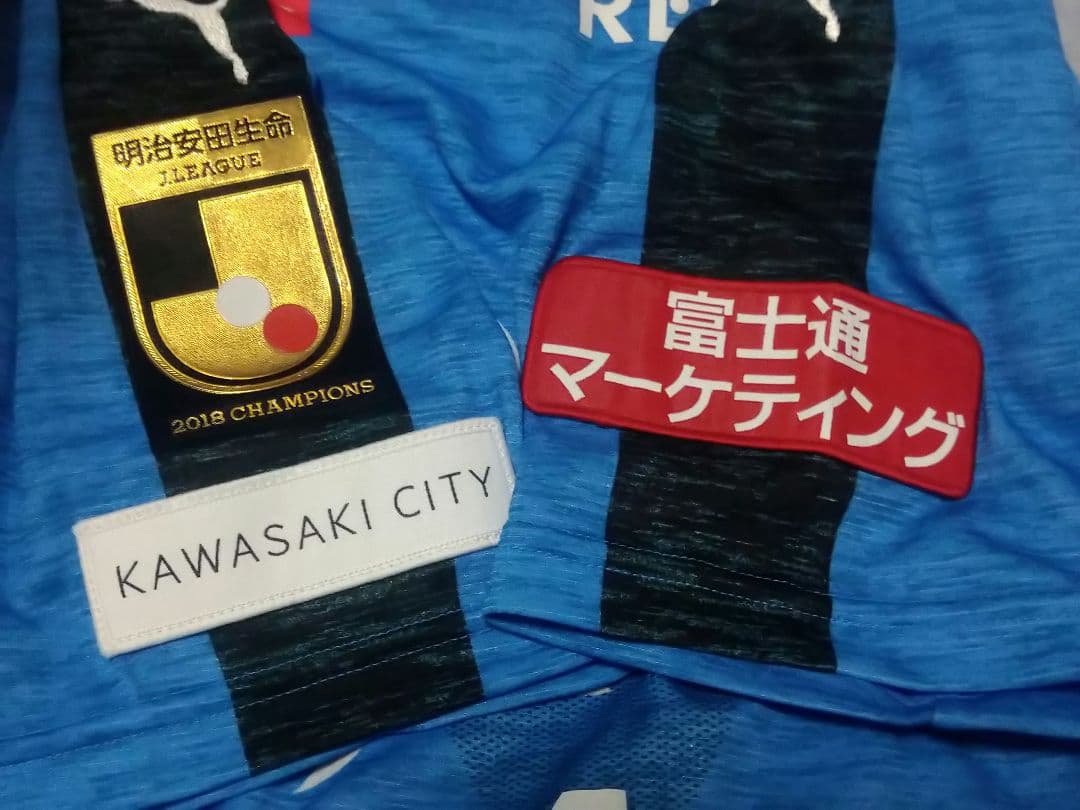 明治安田生命
J.LEAGUE
2018 CHAMPIONS
KAWASAKI CITY
富士通
マーケティング